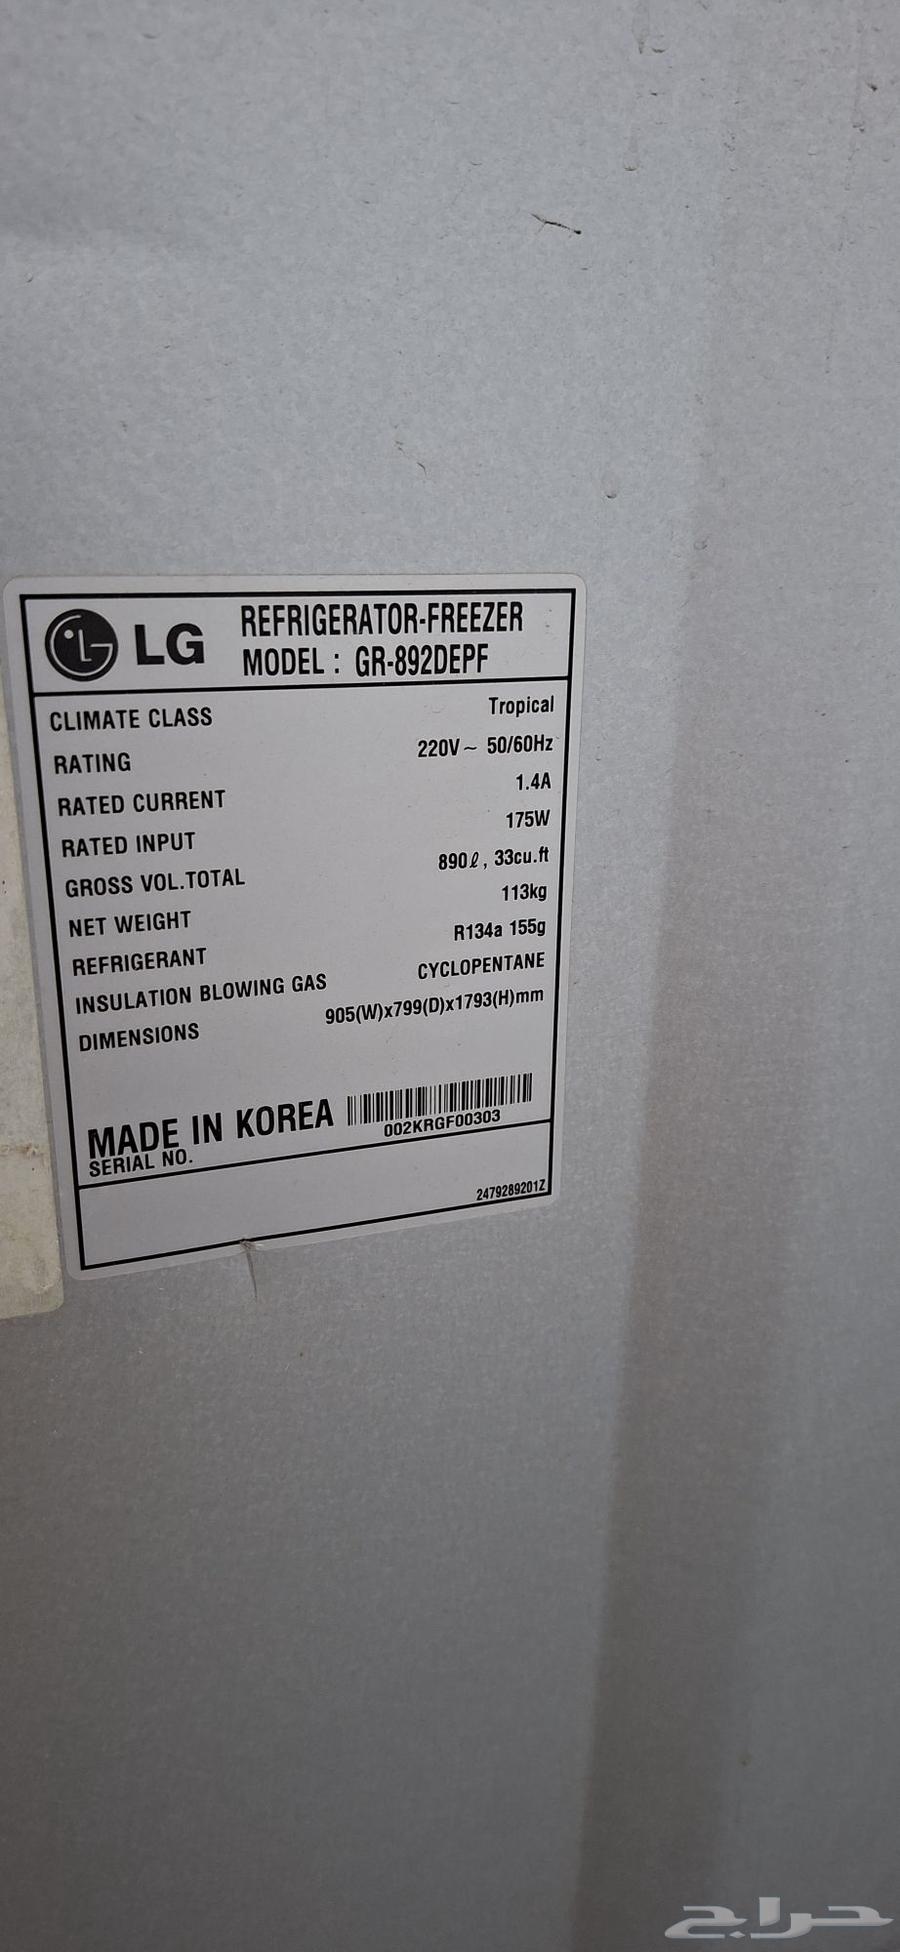 LG REFRIGERATOR-FREEZER
MODEL : GR-892DEPF
CLIMATE CLASS Tropical
RATING 220V~ 50/60Hz
RATED CURRENT 1.4A
RATED INPUT 175W
GROSS VOL.TOTAL 890ℓ, 33cu.ft
NET WEIGHT 113kg
REFRIGERANT R134a 155g
INSULATION BLOWING GAS CYCLOPENTANE
DIMENSIONS 905(W)x799(D)x1793(H)mm
MADE IN KOREA
SERIAL NO. 002KRGF00303
2479289201Z
حراج